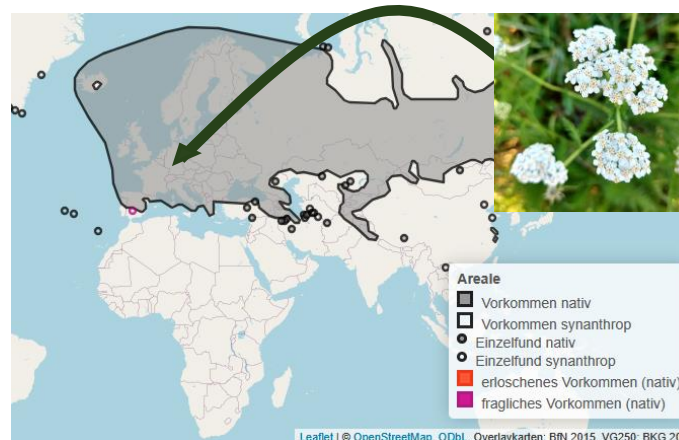 Areale
Vorkommen nativ
Vorkommen synanthrop
Einzelfund nativ
Einzelfund synanthrop
erloschenes Vorkommen (nativ)
fragliches Vorkommen (nativ)
Leaflet | © OpenStreetMap, ODbL, Overlaykarten: BfN 2015, VG250: BKG 20